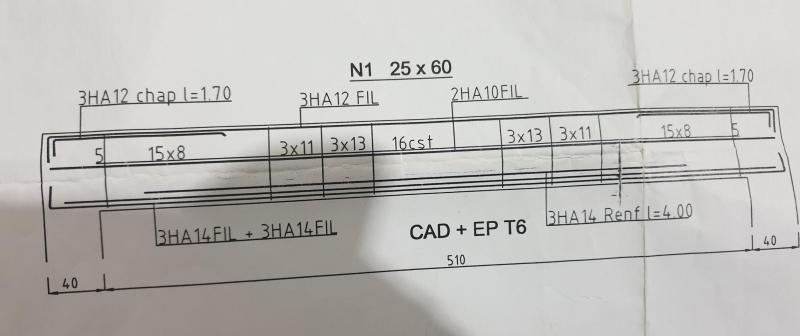 N1 25 x 60
3HA12 chap l=1.70
3HA12 FIL
2HA10FIL
3HA12 chap l=1.70
5
15x8
3x11
3x13
16cst
3x13
3x11
15x8
5
3HA14FIL + 3HA14FIL
CAD + EP T6
3HA14 Renf l=4.00
40
510
40